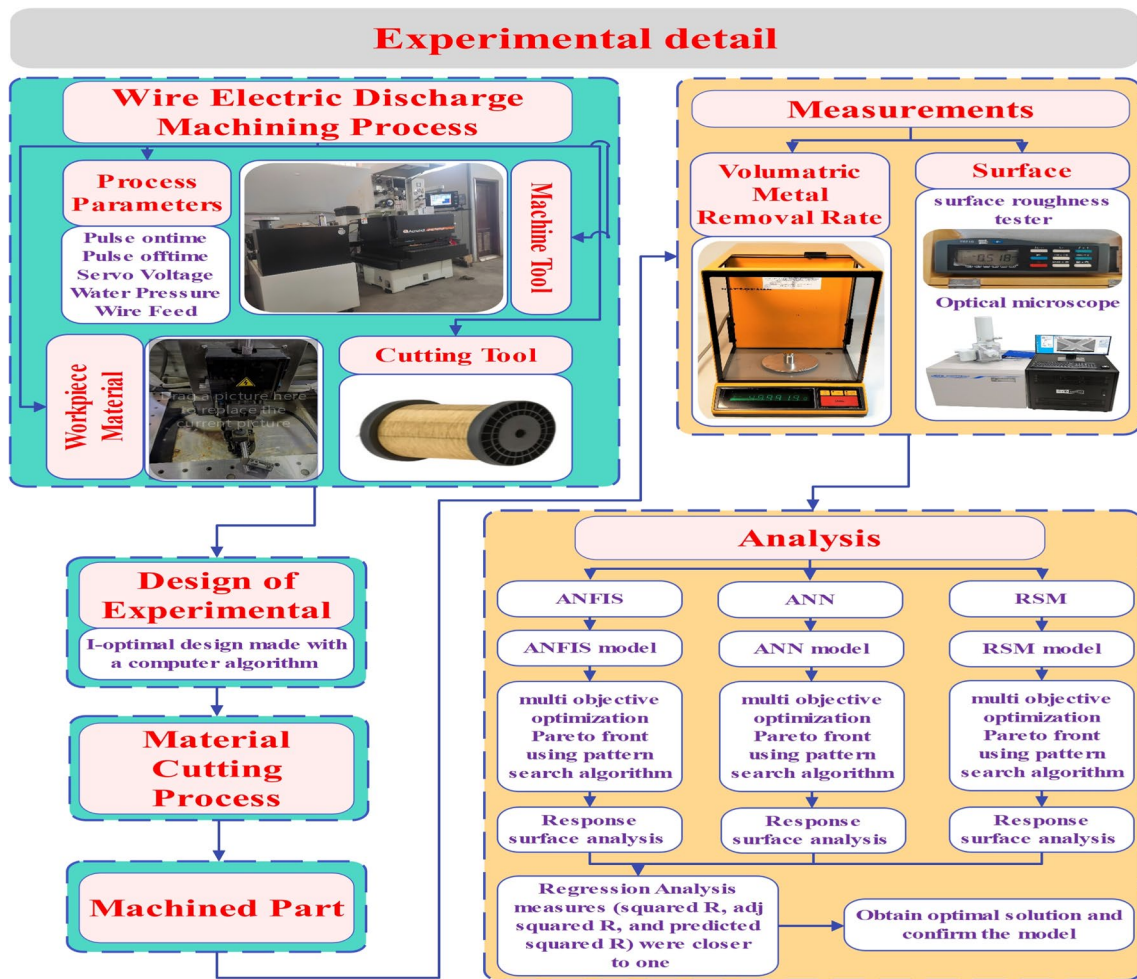 Experimental detail
Wire Electric Discharge
Machining Process
Process
Parameters
Pulse ontime
Pulse offtime
Servo Voltage
Water Pressure
Wire Feed
Machine Tool
Workpiece
Material
Drag a picture here
to replace the
current picture
Cutting Tool
Design of
Experimental
I-optimal design made with
a computer algorithm
Material
Cutting
Process
Machined Part
Measurements
Volumatric
Metal
Removal Rate
Surface
surface roughness
tester
Optical microscope
Analysis
ANFIS
ANFIS model
multi objective
optimization
Pareto front
using pattern
search algorithm
Response
surface analysis
ANN
ANN model
multi objective
optimization
Pareto front
using pattern
search algorithm
Response
surface analysis
RSM
RSM model
multi objective
optimization
Pareto front
using pattern
search algorithm
Response
surface analysis
Regression Analysis
measures (squared R, adj
squared R, and predicted
squared R) were closer
to one
Obtain optimal solution and
confirm the model